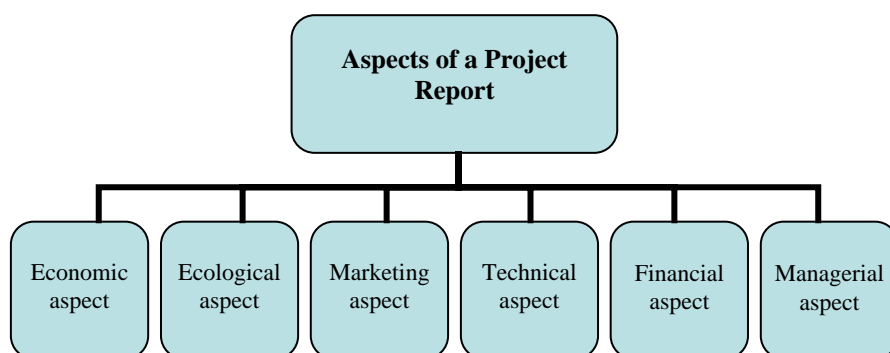 Aspects of a Project
Report
Economic
aspect
Ecological
aspect
Marketing
aspect
Technical
aspect
Financial
aspect
Managerial
aspect